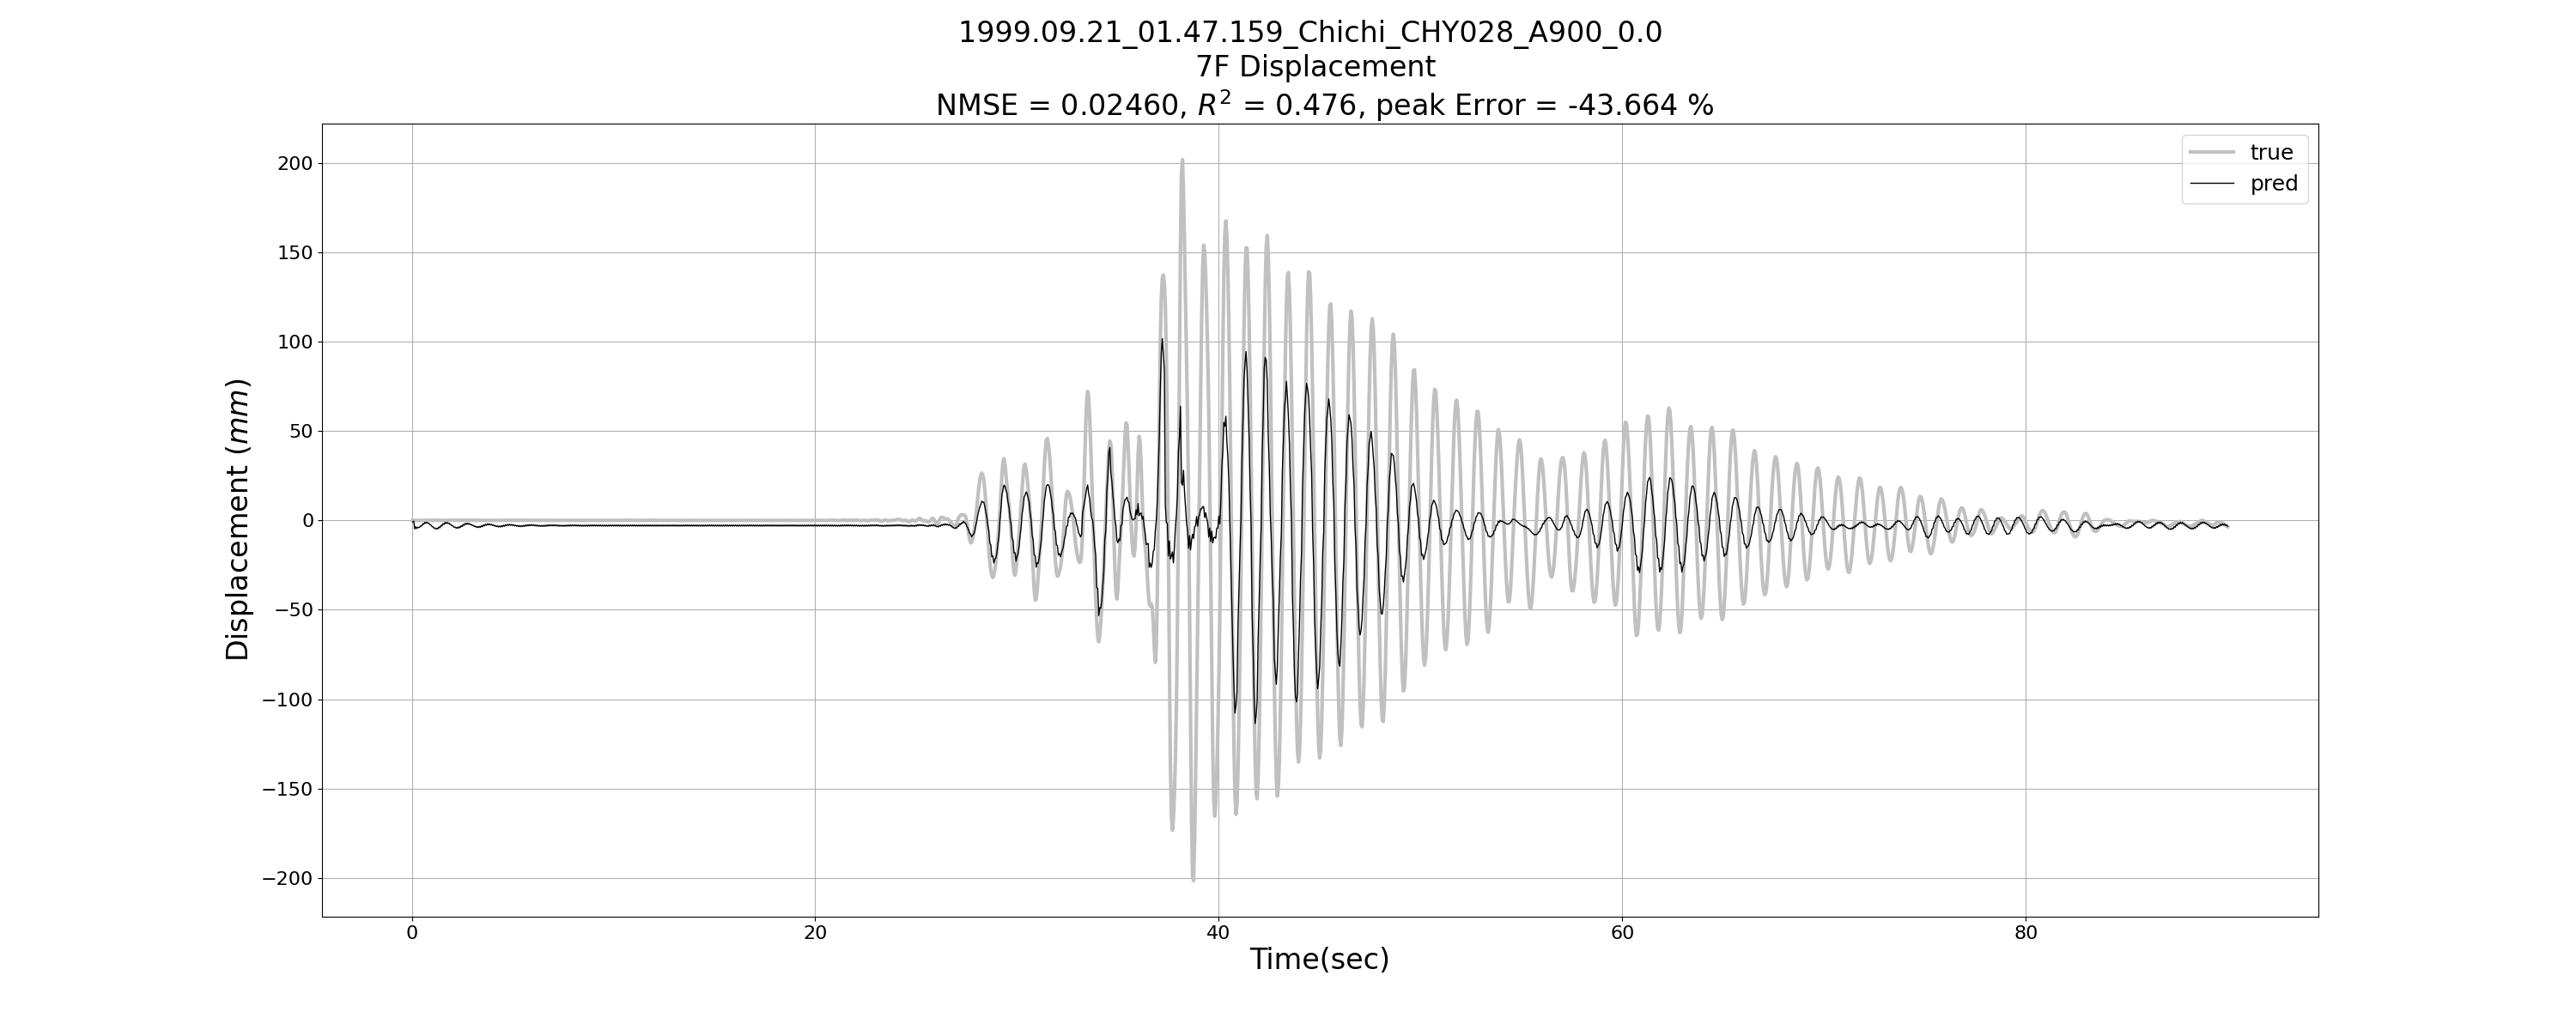 1999.09.21_01.47.159_Chichi_CHY028_A900_0.0
7F Displacement
NMSE = 0.02460, R² = 0.476, peak Error = -43.664 %
true
pred
200
150
100
50
0
−50
−100
−150
−200
Displacement (mm)
0 20 40 60 80
Time(sec)